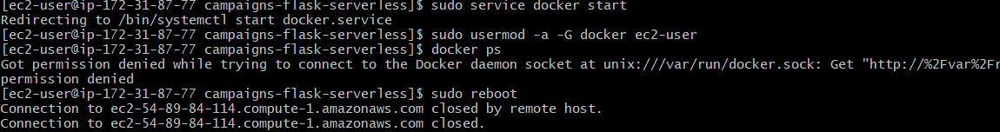 [ec2-user@ip-172-31-87-77 campaigns-flask-serverless]$ sudo service docker start
Redirecting to /bin/systemctl start docker.service
[ec2-user@ip-172-31-87-77 campaigns-flask-serverless]$ sudo usermod -a -G docker ec2-user
[ec2-user@ip-172-31-87-77 campaigns-flask-serverless]$ docker ps
Got permission denied while trying to connect to the Docker daemon socket at unix:///var/run/docker.sock: Get "http://%2Fvar%2Fr
permission denied
[ec2-user@ip-172-31-87-77 campaigns-flask-serverless]$ sudo reboot
Connection to ec2-54-89-84-114.compute-1.amazonaws.com closed by remote host.
Connection to ec2-54-89-84-114.compute-1.amazonaws.com closed.